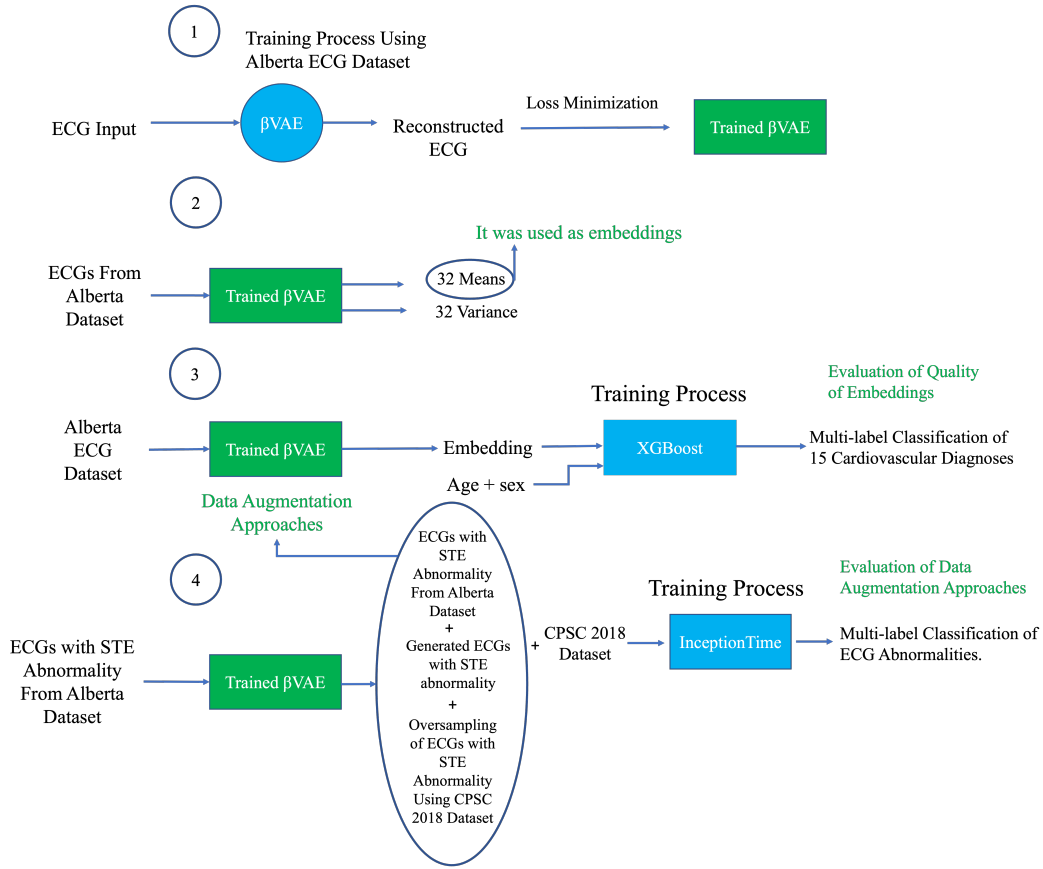 1
Training Process Using
Alberta ECG Dataset
ECG Input
βVAE
Reconstructed
ECG
Loss Minimization
Trained βVAE
2
It was used as embeddings
ECGs From
Alberta
Dataset
Trained βVAE
32 Means
32 Variance
3
Training Process
Evaluation of Quality
of Embeddings
Alberta
ECG
Dataset
Trained βVAE
Embedding
Age + sex
XGBoost
Multi-label Classification of
15 Cardiovascular Diagnoses
Data Augmentation
Approaches
4
ECGs with STE
Abnormality
From Alberta
Dataset
Trained βVAE
ECGs with
STE
Abnormality
From Alberta
Dataset
+
Generated ECGs
with STE
abnormality
+
Oversampling
of ECGs with
STE
Abnormality
Using CPSC
2018 Dataset
+
CPSC 2018
Dataset
Training Process
InceptionTime
Evaluation of Data
Augmentation Approaches
Multi-label Classification of
ECG Abnormalities.